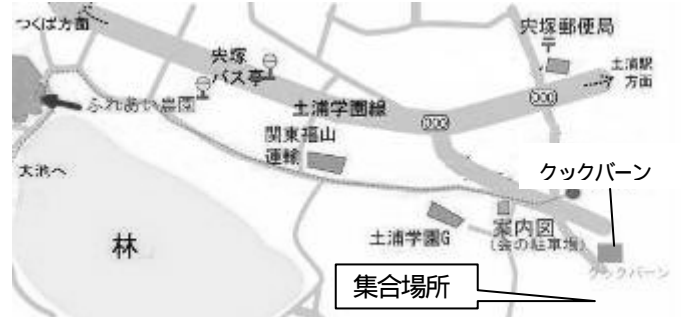 つくば方面
宍塚郵便局
〒
土浦駅
方面
宍塚
バス亭
ふれあい農園
土浦学園線
関東福山
運輸
大池へ
クックバーン
林
土浦学園G
案内図
(会の駐車場)
クックバーン
集合場所